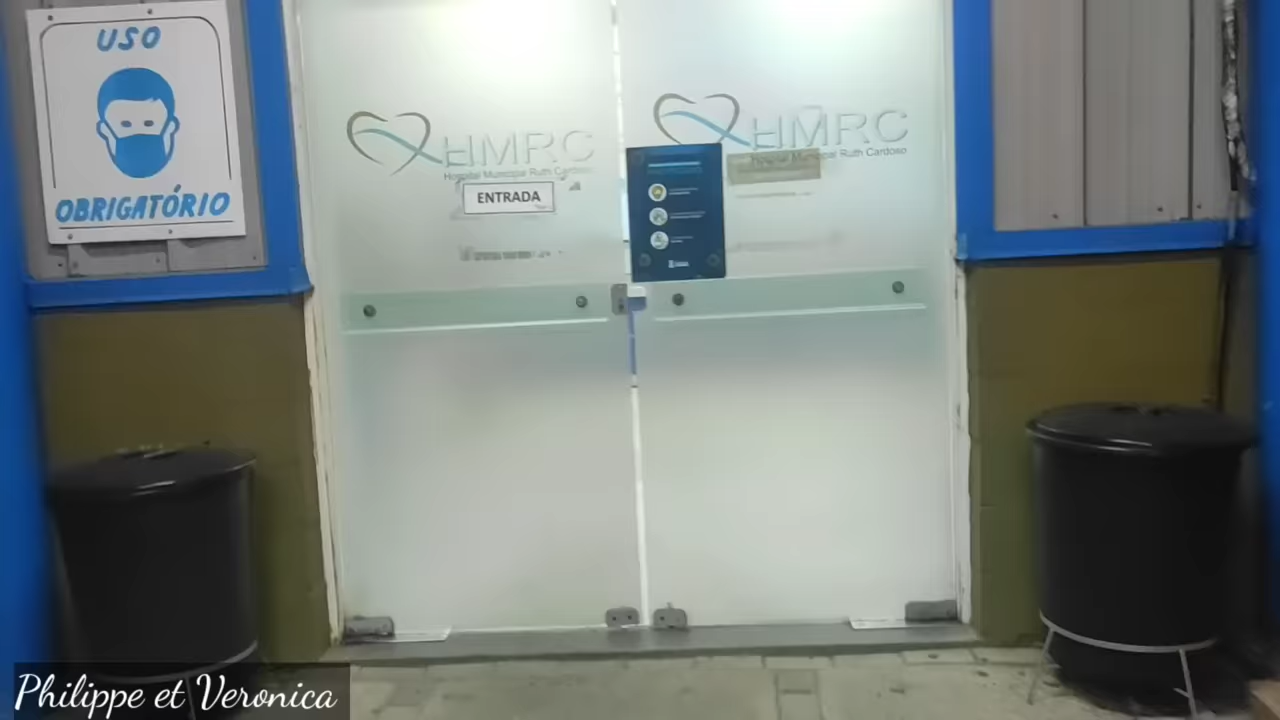 USO
OBRIGATÓRIO
HMRC
Hospital Municipal Ruth Cardoso
ENTRADA
HMRC
Hospital Municipal Ruth Cardoso
Philippe et Veronica